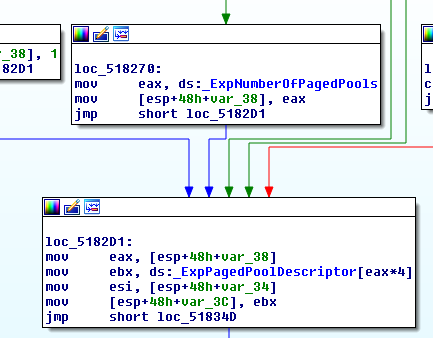 r_38], 1
82D1
loc_518270:
mov     eax, ds:_ExpNumberOfPagedPools
mov     [esp+48h+var_38], eax
jmp     short loc_5182D1
l
c
j
loc_5182D1:
mov     eax, [esp+48h+var_38]
mov     ebx, ds:_ExpPagedPoolDescriptor[eax*4]
mov     esi, [esp+48h+var_34]
mov     [esp+48h+var_3C], ebx
jmp     short loc_51834D